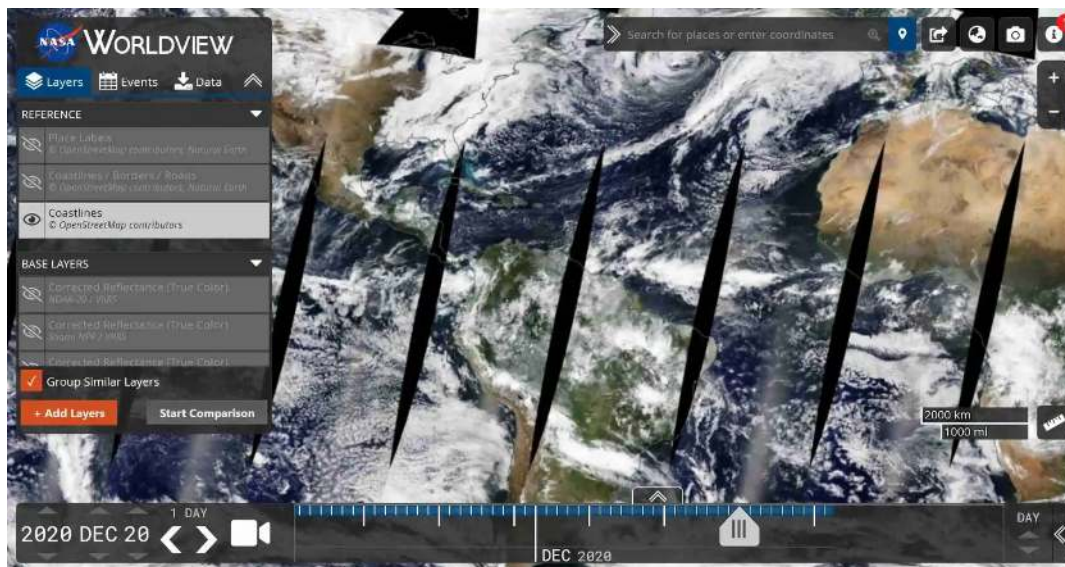 NASA WORLDVIEW
Search for places or enter coordinates
Layers Events Data
REFERENCE
Place Labels
© OpenStreetMap contributors, Natural Earth
Coastlines / Borders / Roads
© OpenStreetMap contributors, Natural Earth
Coastlines
© OpenStreetMap contributors
BASE LAYERS
Corrected Reflectance (True Color)
NOAA-20 / VIIRS
Corrected Reflectance (True Color)
Suomi NPP / VIIRS
Corrected Reflectance (True Color)
Group Similar Layers
+ Add Layers Start Comparison
2000 km
1000 mi
1 DAY
2020 DEC 20
DEC 2020
DAY